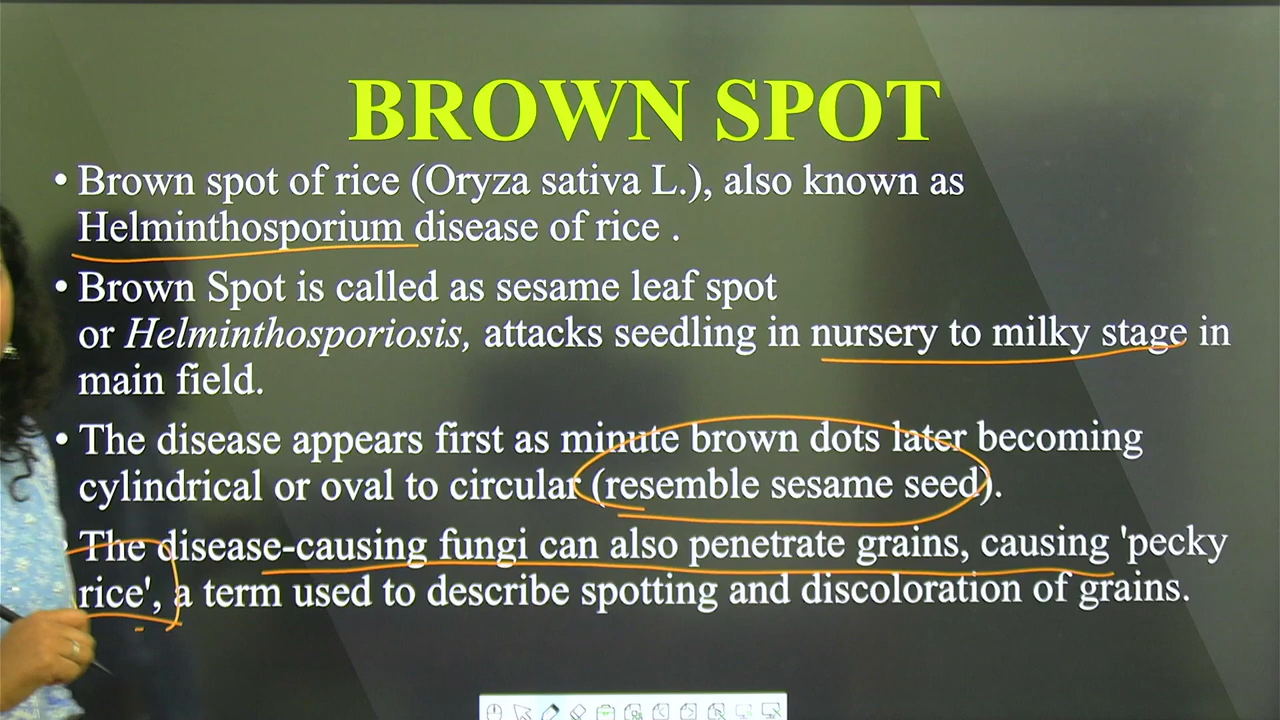 BROWN SPOT
• Brown spot of rice (Oryza sativa L.), also known as
Helminthosporium disease of rice .
• Brown Spot is called as sesame leaf spot
or Helminthosporiosis, attacks seedling in nursery to milky stage in
main field.
• The disease appears first as minute brown dots later becoming
cylindrical or oval to circular (resemble sesame seed).
• The disease-causing fungi can also penetrate grains, causing 'pecky
rice', a term used to describe spotting and discoloration of grains.